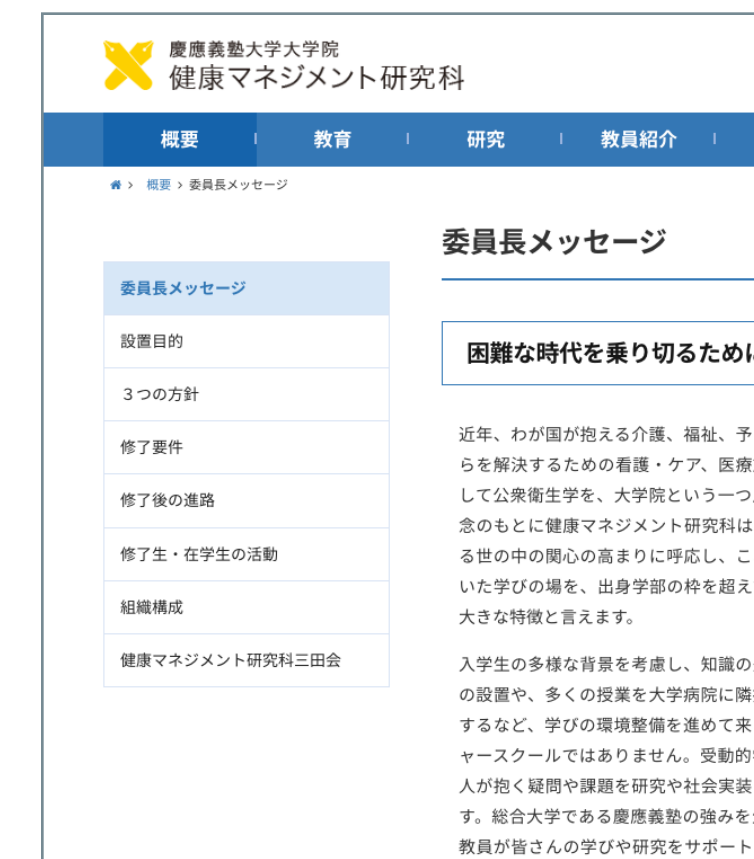 慶應義塾大学大学院
健康マネジメント研究科
概要
教育
研究
教員紹介
> 概要 > 委員長メッセージ
委員長メッセージ
設置目的
３つの方針
修了要件
修了後の進路
修了生・在学生の活動
組織構成
健康マネジメント研究科三田会
委員長メッセージ
困難な時代を乗り切るために
近年、わが国が抱える介護、福祉、予
らを解決するための看護・ケア、医療
して公衆衛生学を、大学院という一つ
念のもとに健康マネジメント研究科は
る世の中の関心の高まりに呼応し、こ
いた学びの場を、出身学部の枠を超え
大きな特徴と言えます。
入学生の多様な背景を考慮し、知識の
の設置や、多くの授業を大学病院に隣
するなど、学びの環境整備を進めて来
ャースクールではありません。受動的
人が抱く疑問や課題を研究や社会実装
す。総合大学である慶應義塾の強みを
教員が皆さんの学びや研究をサポート